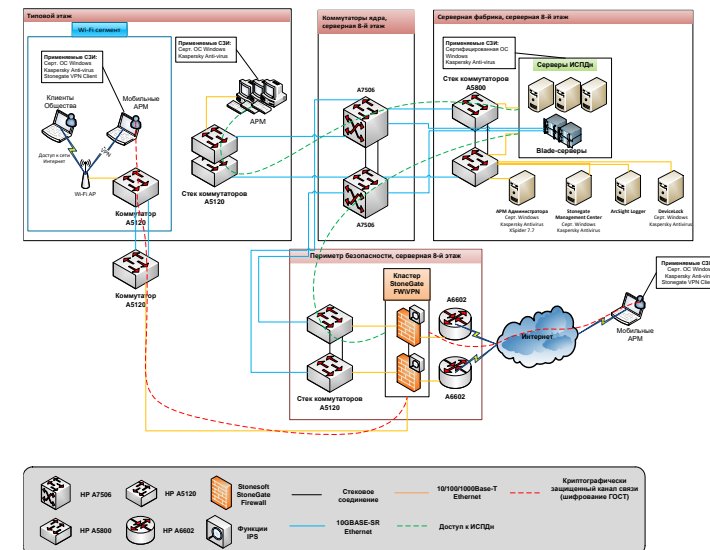 Типовой этаж
Wi-Fi сегмент
Применяемые СЗИ:
Серт. ОС Windows
Kaspersky Anti-virus
Stonegate VPN Client
Клиенты
Общества
Мобильные
АРМ
Доступ к сети
Интернет
VPN
Wi-Fi AP
Коммутатор
A5120
Применяемые СЗИ:
Серт. ОС Windows
Kaspersky Anti-virus
АРМ
Стек коммутаторов
A5120
Коммутатор
A5120
Коммутаторы ядра,
серверная 8-й этаж
A7506
A7506
Серверная фабрика, серверная 8-й этаж
Применяемые СЗИ:
Сертифицированная ОС
Windows
Kaspersky Anti-virus
Стек коммутаторов
A5800
Серверы ИСПДн
Blade-серверы
АРМ Администратора
Серт. Windows
Kaspersky Antivirus
XSpider 7.7
Stonegate
Management Center
Серт. Windows
Kaspersky Antivirus
ArcSight Logger
DeviceLock
Серт. Windows
Kaspersky Antivirus
Периметр безопасности, серверная 8-й этаж
Кластер
StoneGate
FW\VPN
A6602
A6602
Стек коммутаторов
A5120
Интернет
Применяемые СЗИ:
Серт. ОС Windows
Kaspersky Anti-virus
Stonegate VPN Client
Мобильные
АРМ
HP A7506
HP A5120
Stonesoft
StoneGate
Firewall
Стековое
соединение
10/100/1000Base-T
Ethernet
Криптографически
защищенный канал связи
(шифрование ГОСТ)
HP A5800
HP A6602
Функции
IPS
10GBASE-SR
Ethernet
Доступ к ИСПДн